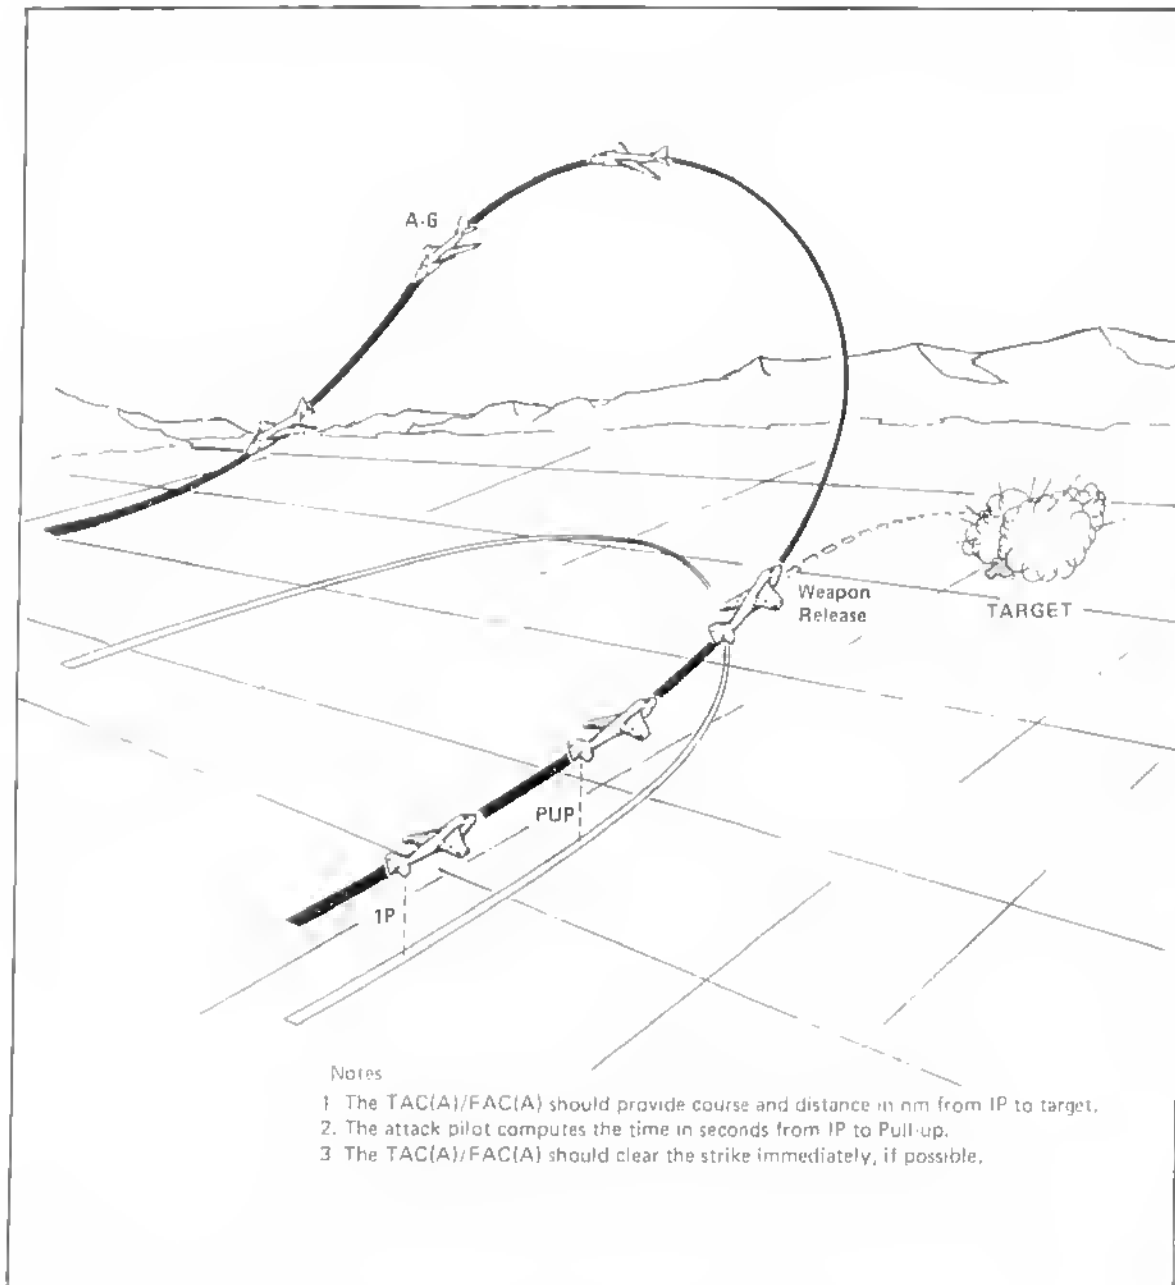 A-6
Weapon
Release
TARGET
PUP
1P
Notes
1 The TAC(A)/FAC(A) should provide course and distance in nm from IP to target.
2. The attack pilot computes the time in seconds from IP to Pull-up.
3 The TAC(A)/FAC(A) should clear the strike immediately, if possible.